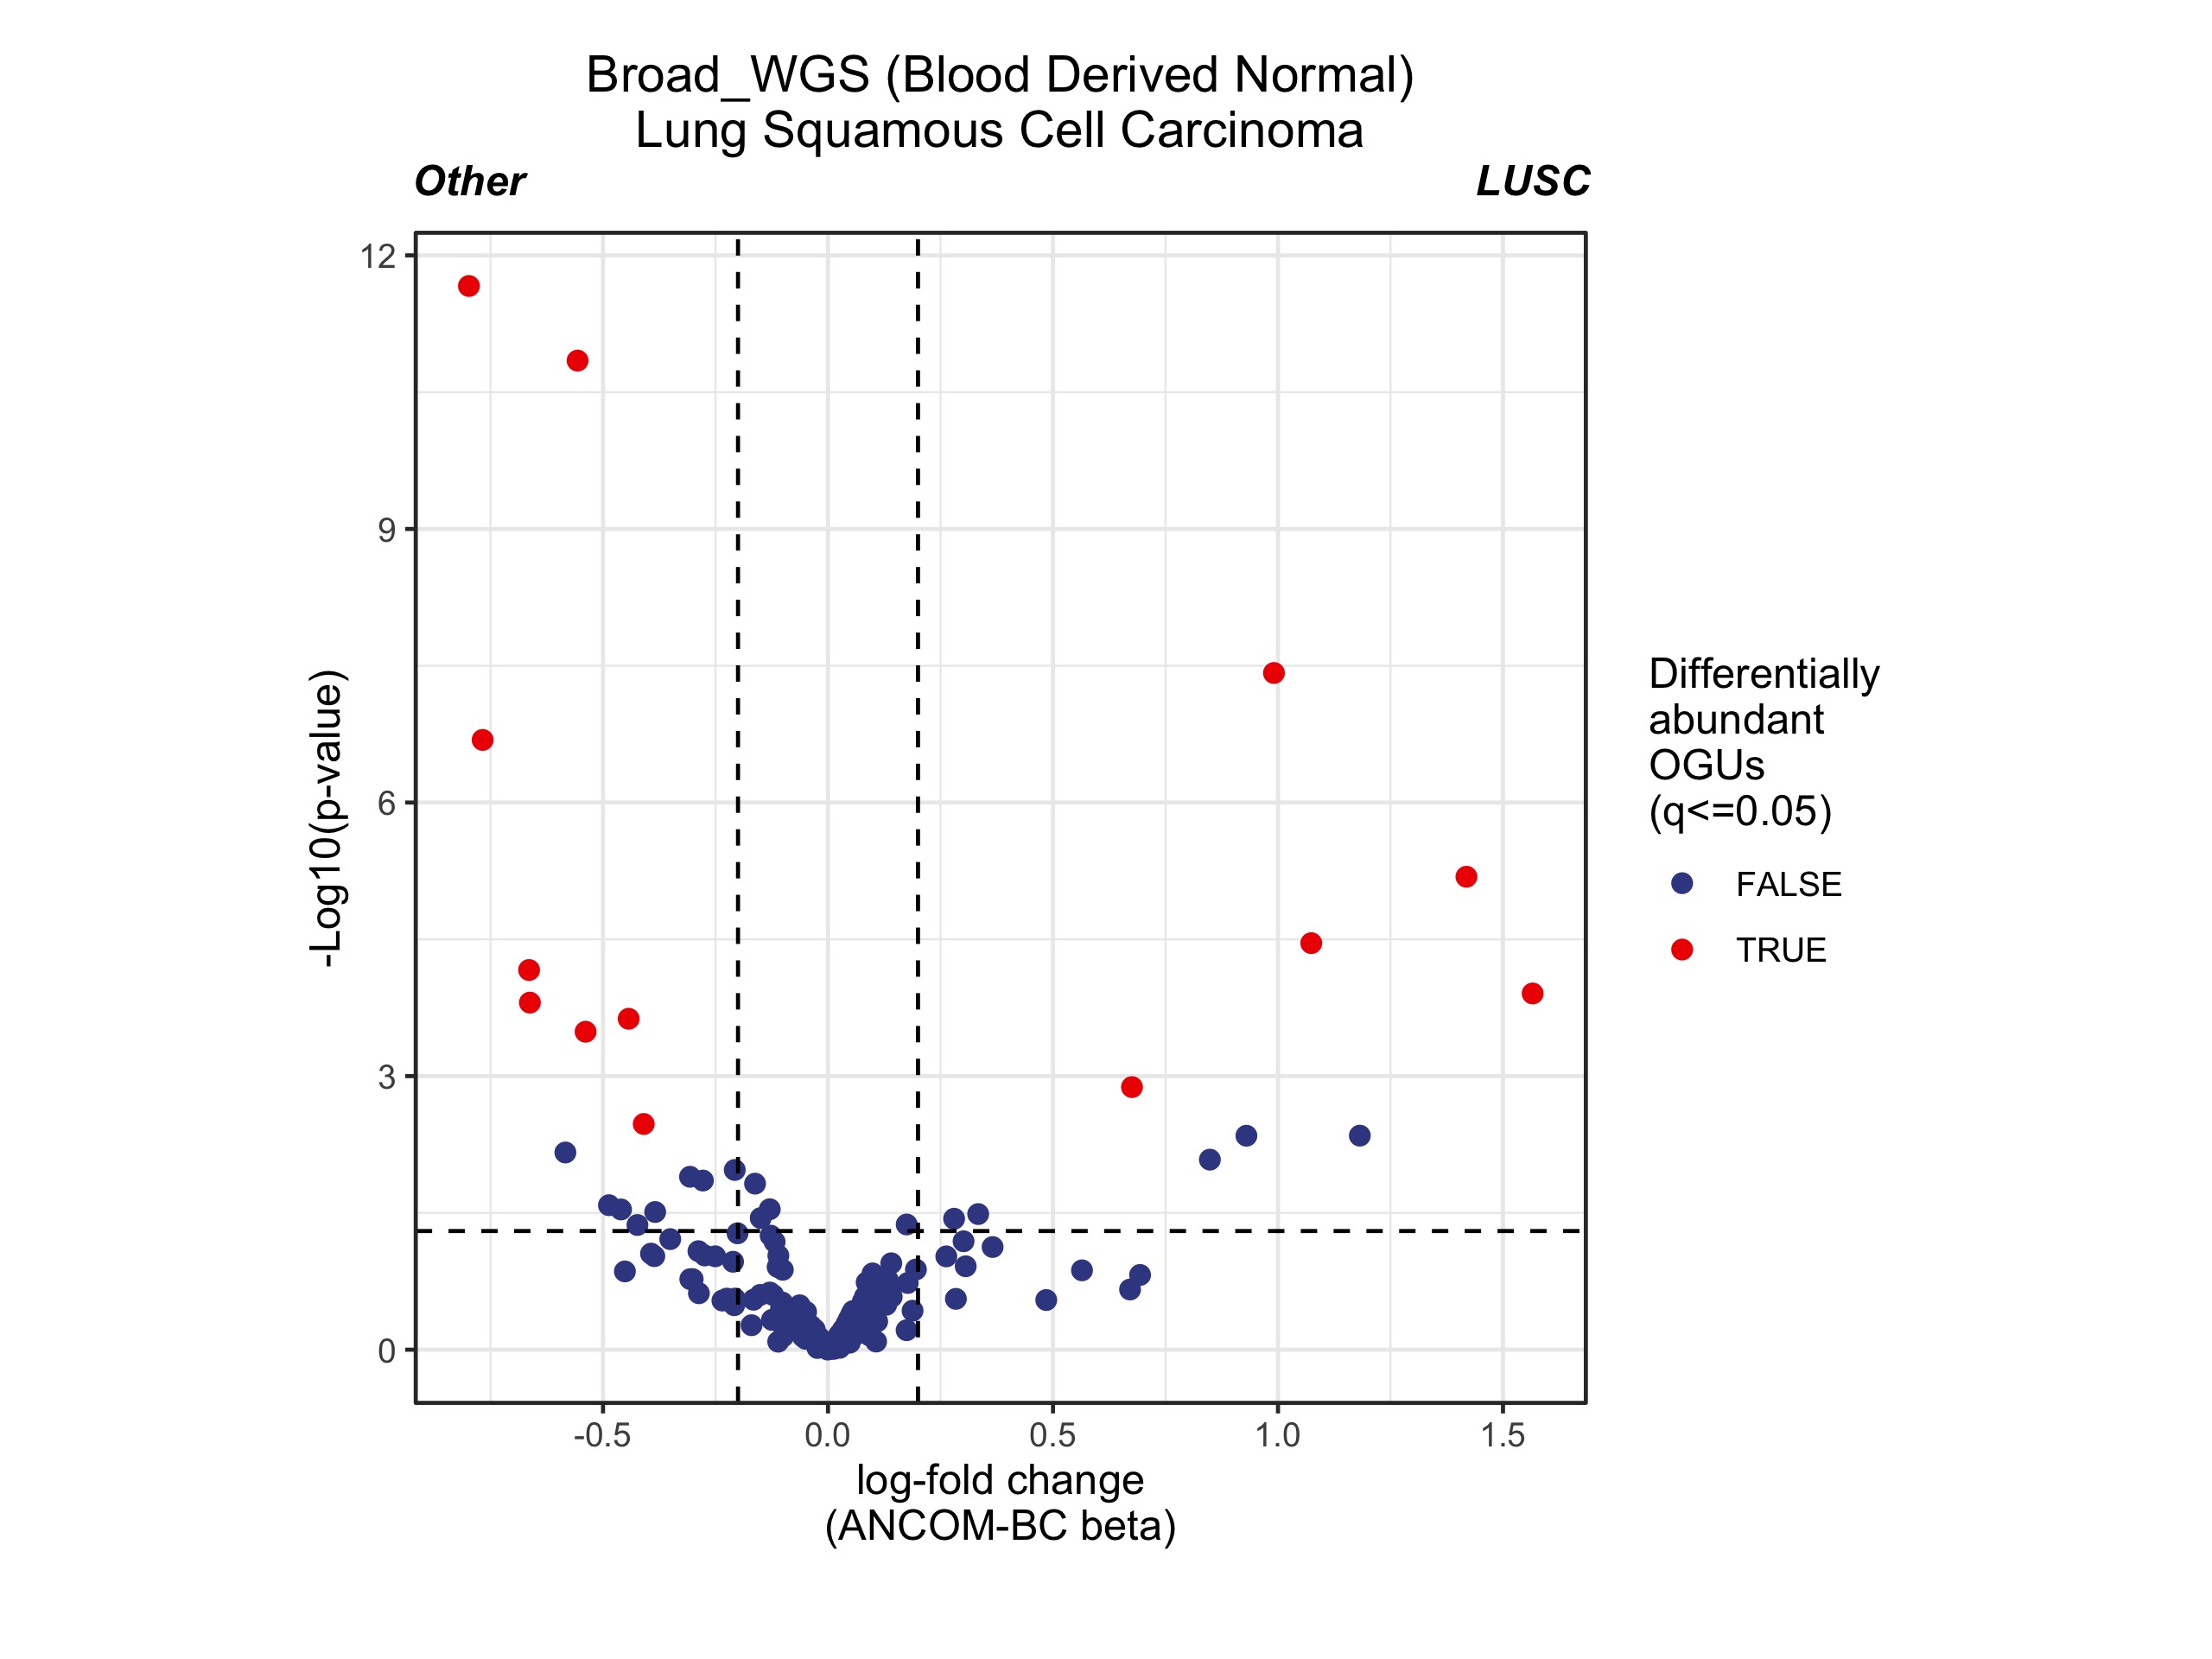 Broad_WGS (Blood Derived Normal)
Lung Squamous Cell Carcinoma
Other
LUSC
12
9
6
3
0
-Log10(p-value)
-0.5
0.0
0.5
1.0
1.5
log-fold change
(ANCOM-BC beta)
Differentially
abundant
OGUs
(q<=0.05)
FALSE
TRUE